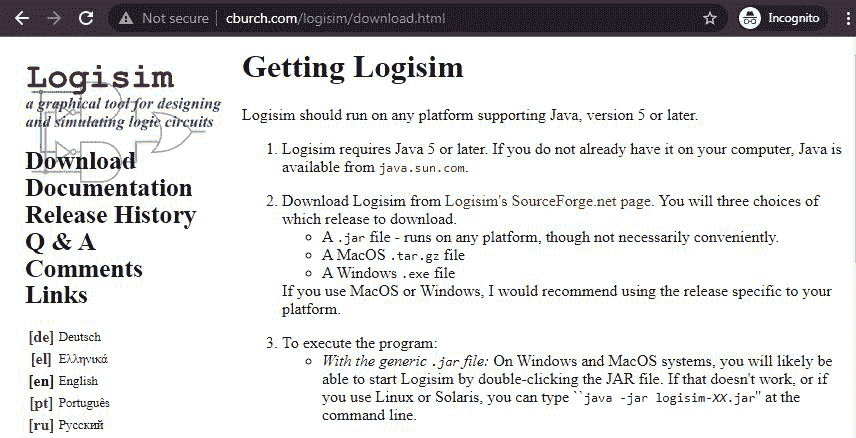 Not secure | cburch.com/logisim/download.html
Incognito
Logisim
a graphical tool for designing
and simulating logic circuits
Download
Documentation
Release History
Q & A
Comments
Links
[de] Deutsch
[el] Ελληνικά
[en] English
[pt] Português
[ru] Русский
Getting Logisim
Logisim should run on any platform supporting Java, version 5 or later.
1. Logisim requires Java 5 or later. If you do not already have it on your computer, Java is
available from java.sun.com.
2. Download Logisim from Logisim's SourceForge.net page. You will three choices of
which release to download.
A .jar file - runs on any platform, though not necessarily conveniently.
A MacOS .tar.gz file
A Windows .exe file
If you use MacOS or Windows, I would recommend using the release specific to your
platform.
3. To execute the program:
With the generic .jar file: On Windows and MacOS systems, you will likely be
able to start Logisim by double-clicking the JAR file. If that doesn't work, or if
you use Linux or Solaris, you can type ``java -jar logisim-XX.jar'' at the
command line.